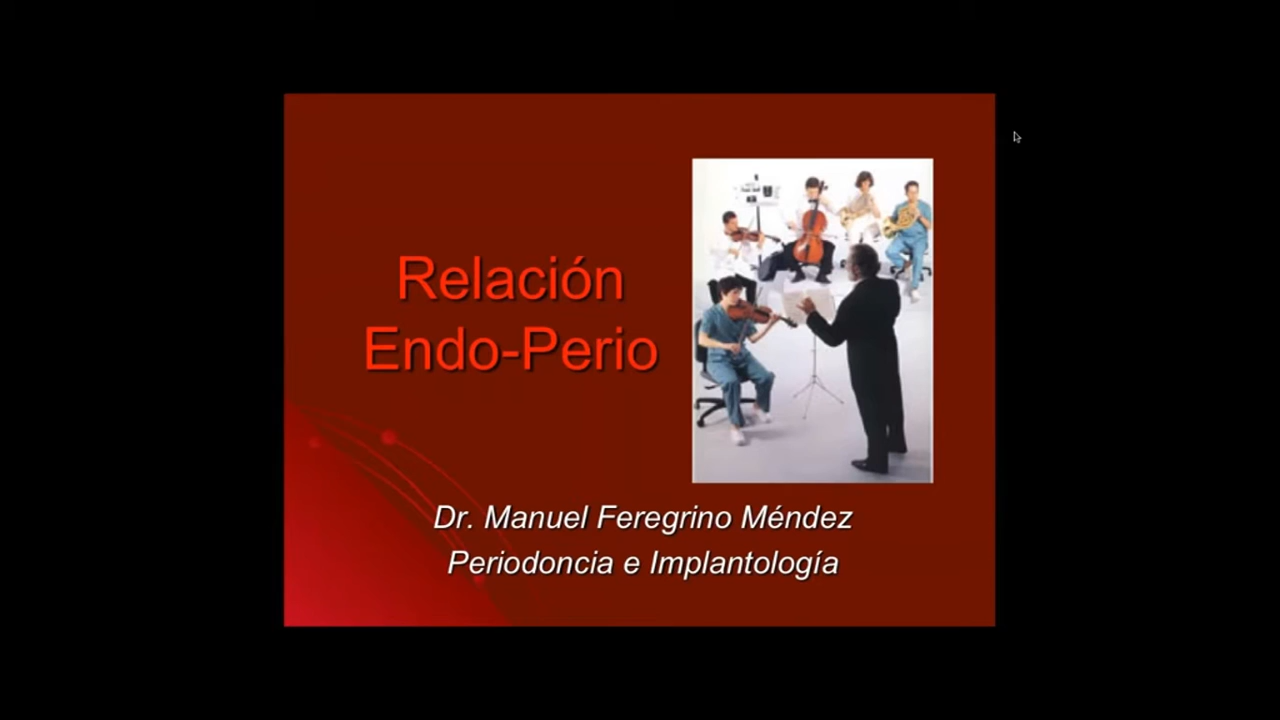 Relación
Endo-Perio
Dr. Manuel Feregrino Méndez
Periodoncia e Implantología